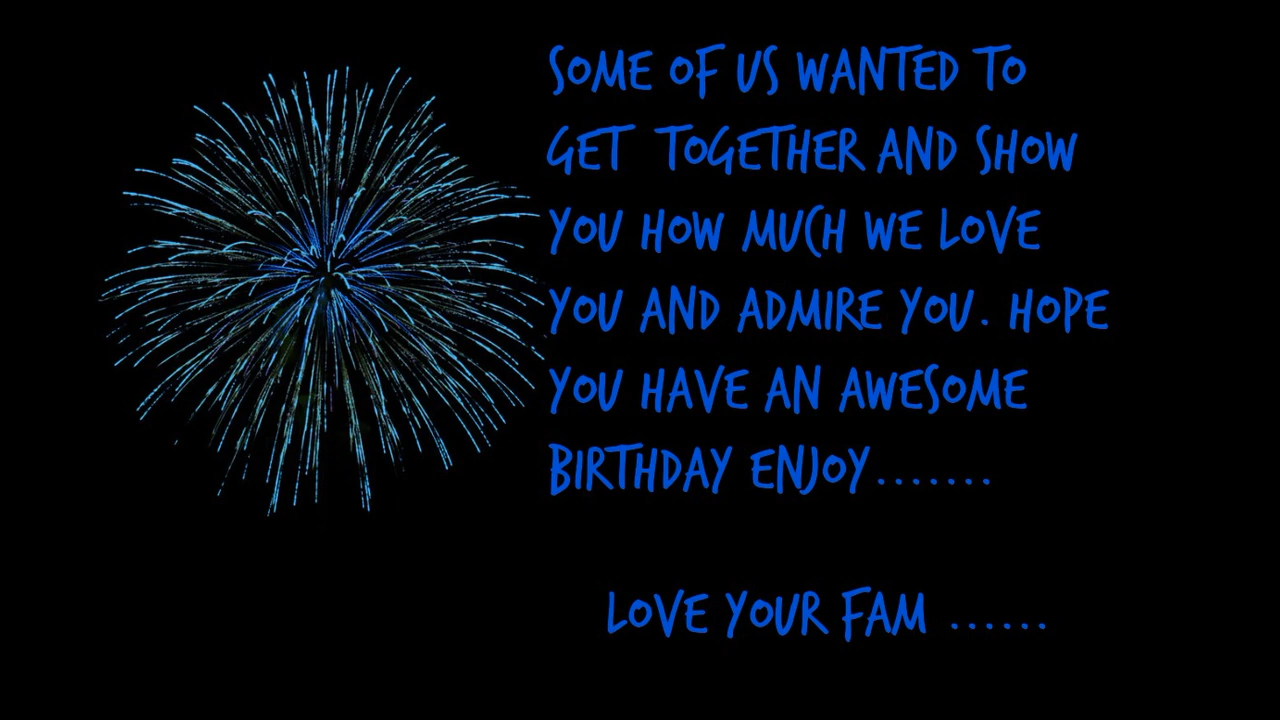 SOME OF US WANTED TO
GET TOGETHER AND SHOW
YOU HOW MUCH WE LOVE
YOU AND ADMIRE YOU. HOPE
YOU HAVE AN AWESOME
BIRTHDAY ENJOY.......
LOVE YOUR FAM ......